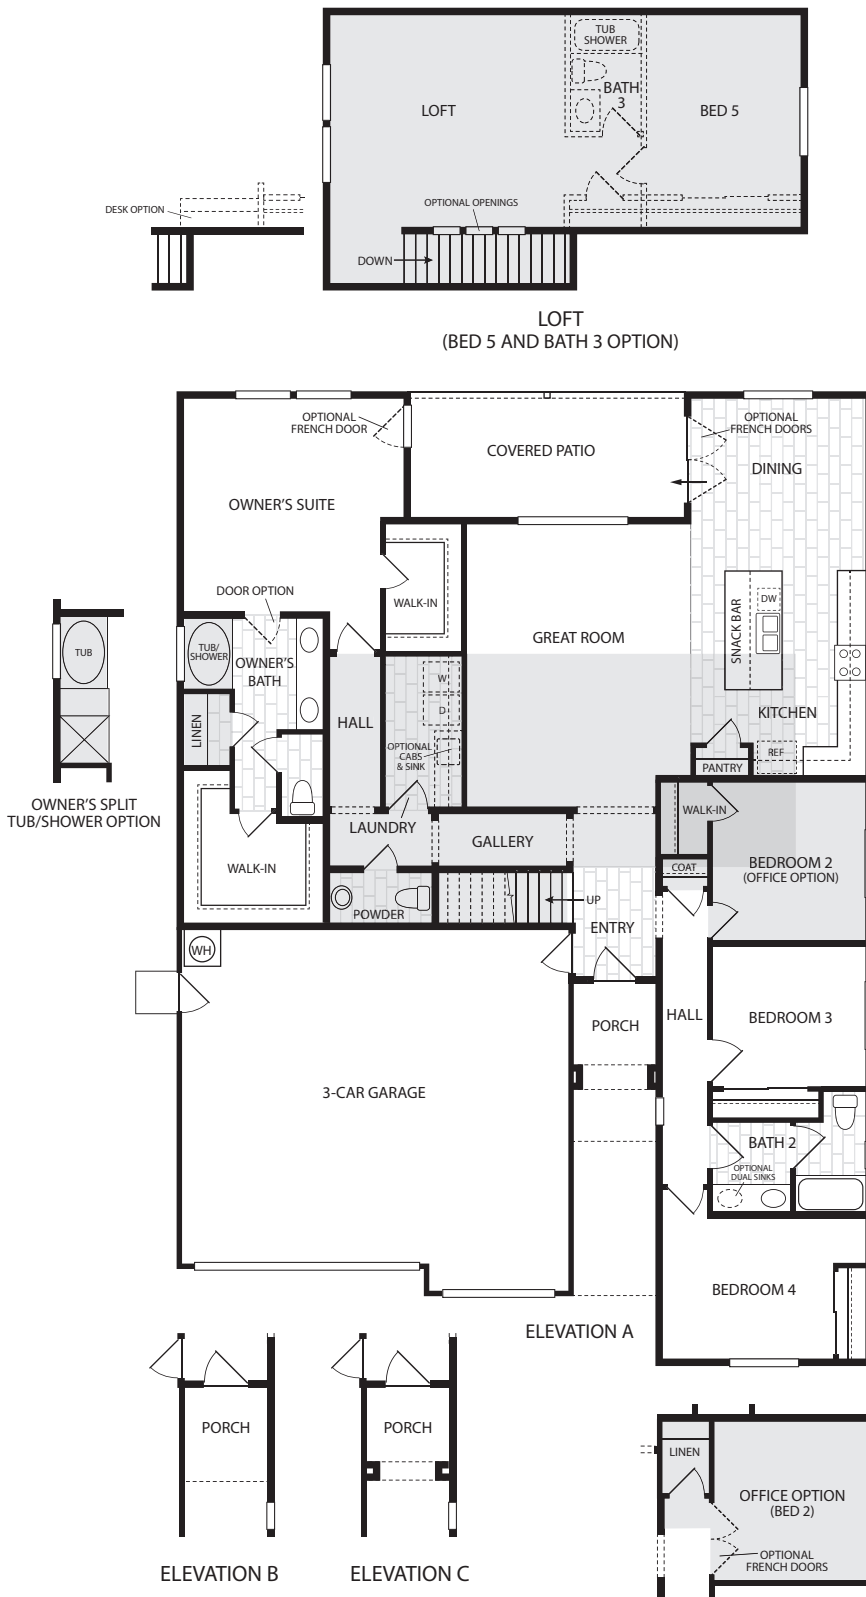 TUB
SHOWER
BATH
3
LOFT
BED 5
DESK OPTION
OPTIONAL OPENINGS
DOWN
LOFT
(BED 5 AND BATH 3 OPTION)
OPTIONAL
FRENCH DOOR
COVERED PATIO
OPTIONAL
FRENCH DOORS
DINING
OWNER'S SUITE
DOOR OPTION
WALK-IN
DW
SNACK BAR
GREAT ROOM
TUB
TUB/
SHOWER
OWNER'S
BATH
W
D
LINEN
HALL
OPTIONAL
CABS
& SINK
KITCHEN
REF
PANTRY
OWNER'S SPLIT
TUB/SHOWER OPTION
LAUNDRY
GALLERY
WALK-IN
WALK-IN
COAT
BEDROOM 2
(OFFICE OPTION)
POWDER
UP
ENTRY
WH
PORCH
HALL
BEDROOM 3
3-CAR GARAGE
BATH 2
OPTIONAL
DUAL SINKS
BEDROOM 4
ELEVATION A
PORCH
PORCH
LINEN
OFFICE OPTION
(BED 2)
OPTIONAL
FRENCH DOORS
ELEVATION B
ELEVATION C